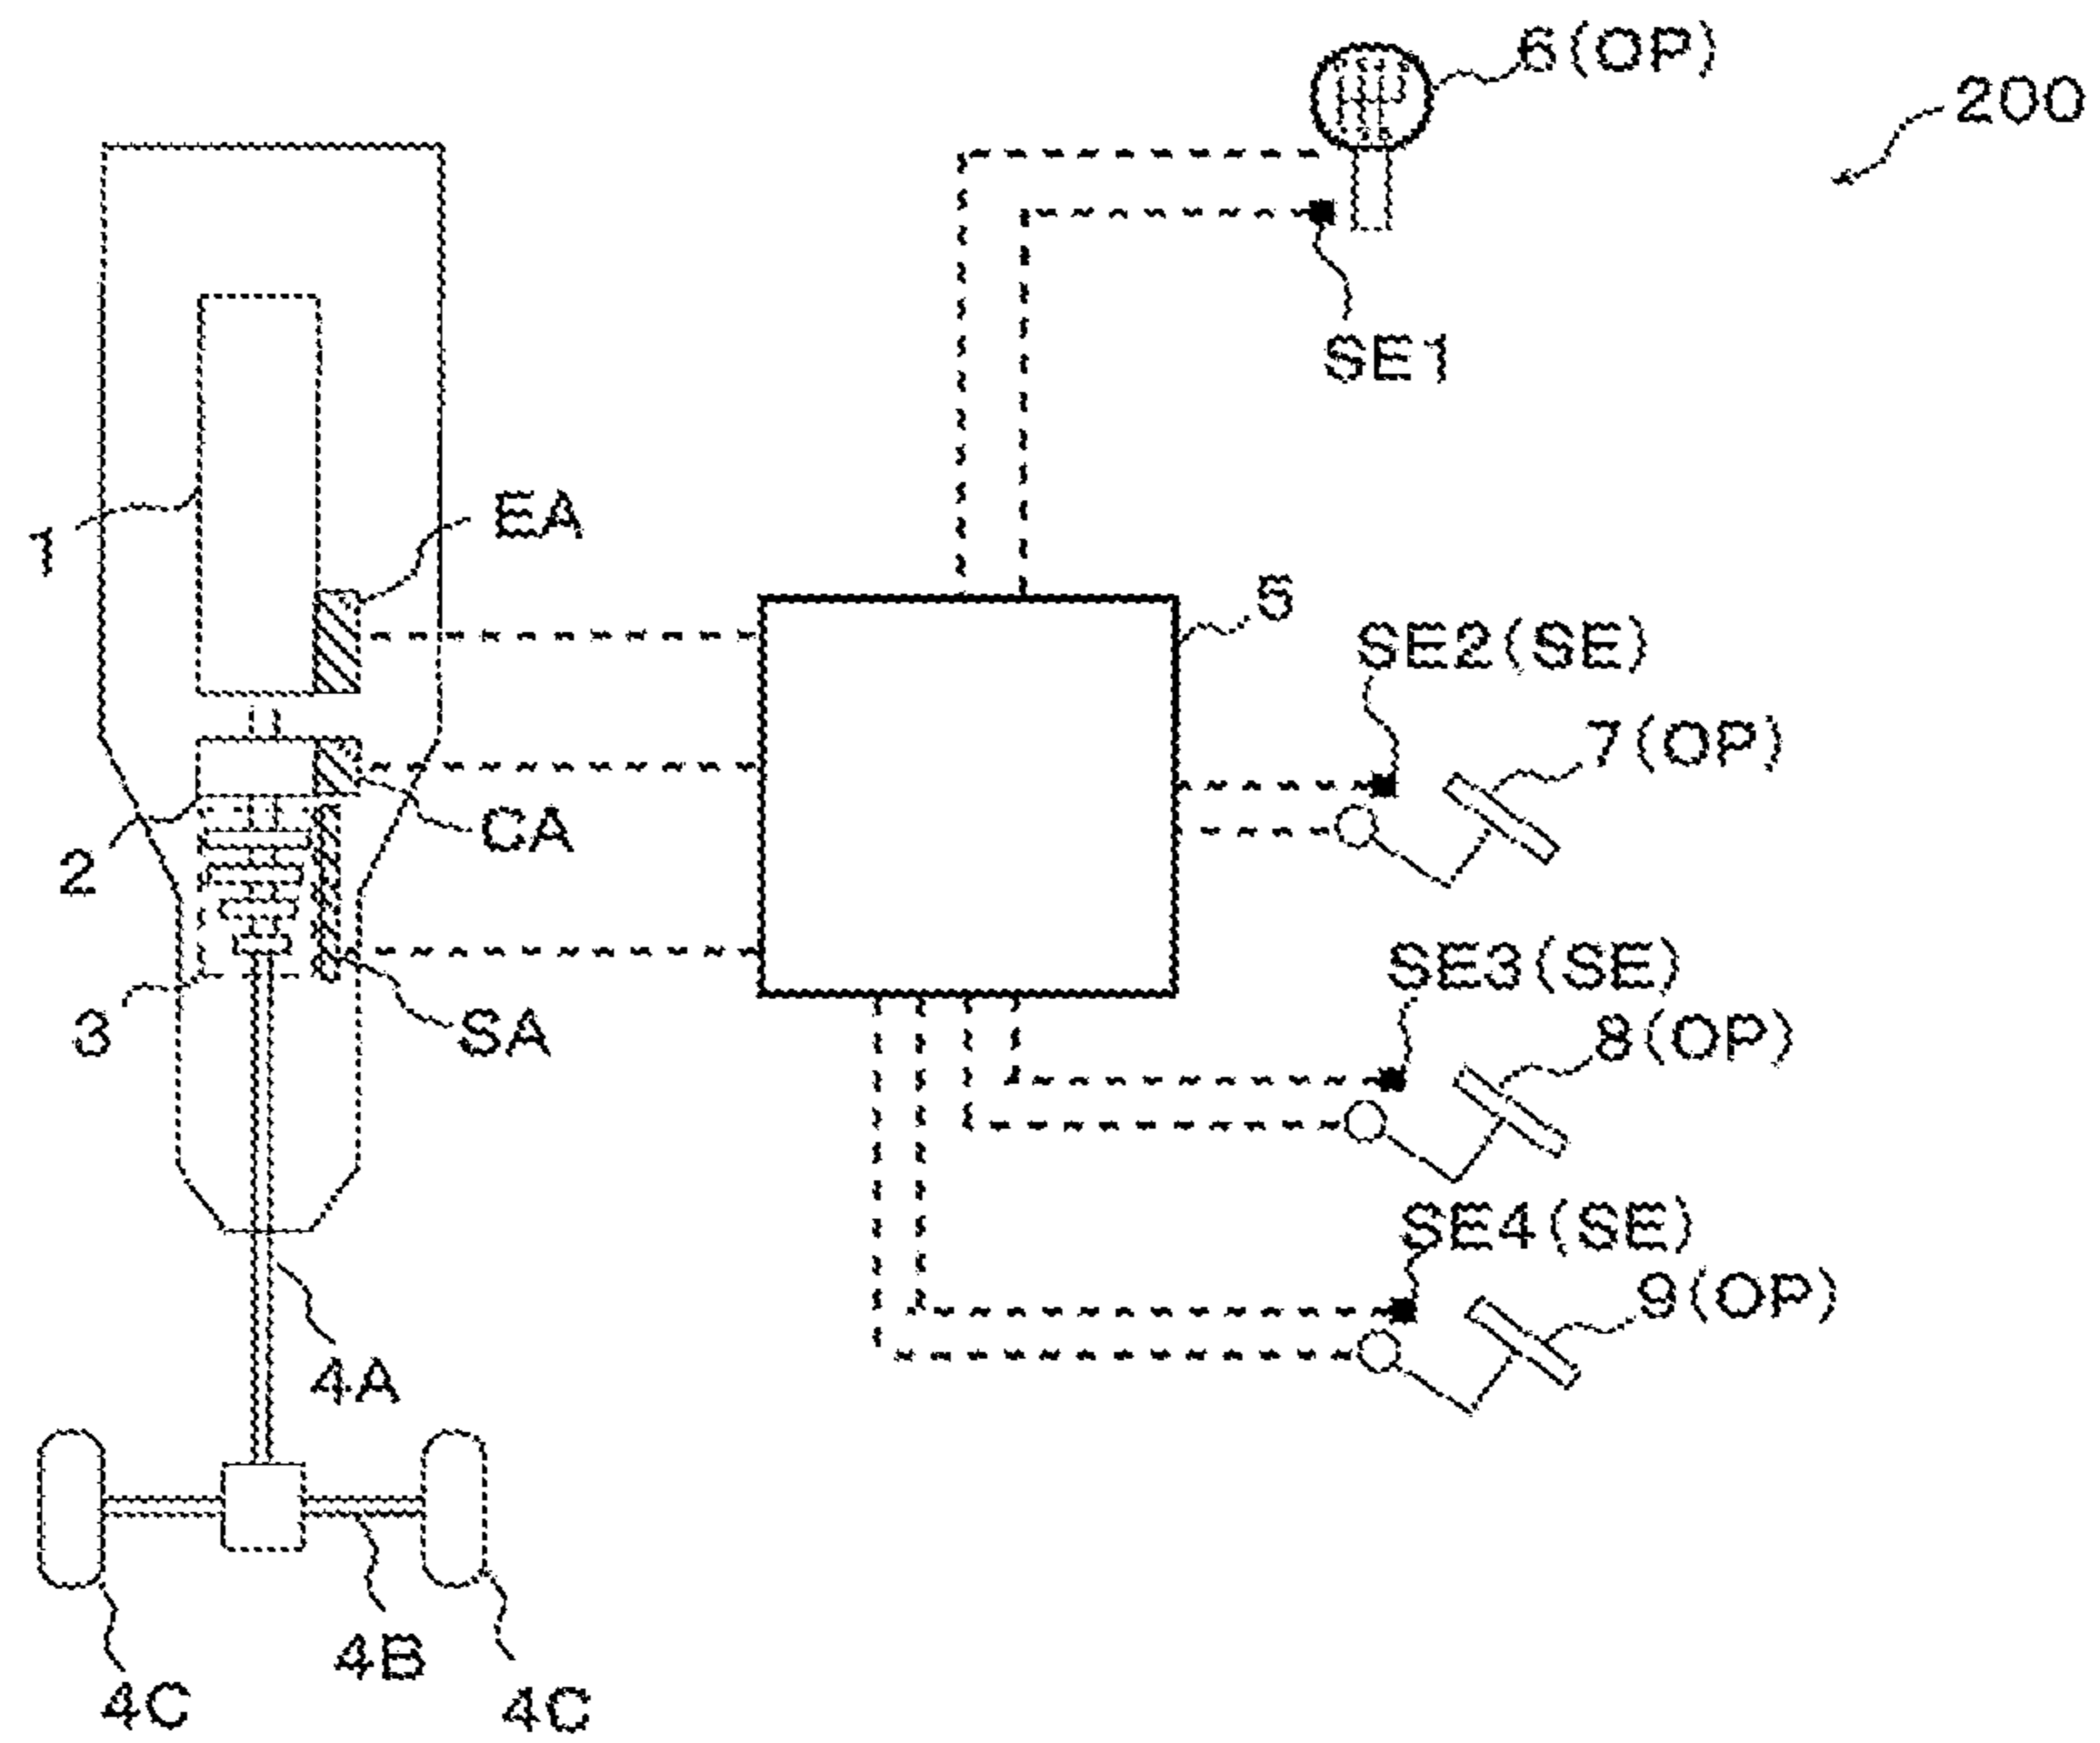 6(OP)
200
SE1
1
EA
5
SE2(SE)
7(OP)
2
CA
SE3(SE)
8(OP)
3
SA
SE4(SE)
9(OP)
4A
4B
4C
4C